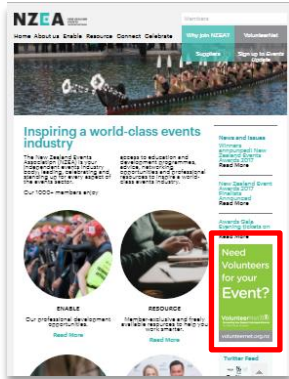 NZEA
Members
Home About us Enable Resource Connect Celebrate
Why join NZEA?
VolunteerNet
Suppliers
Sign up to Events
Update
Inspiring a world-class events
industry
The New Zealand Events
Association (NZEA) is your
independent events industry
body, leading, celebrating and
standing up for every aspect of
the events sector.
Our 1000+ members enjoy
access to education and
development programmes,
advice, networking
opportunities and professional
resources to inspire a world-
class events industry.
ENABLE
Our professional development
opportunities.
Read More
RESOURCE
Member-exclusive and freely
available resources to help you
work smarter.
Read More
News and Issues
Winners
announced! New
Zealand Events
Awards 2017
Read More
New Zealand Event
Awards 2017
Finalists
Announced
Read More
Awards Gala
Evening tickets on
Read More
Need
Volunteers
for your
Event?
VolunteerNet
volunteernet.org.nz
Twitter Feed